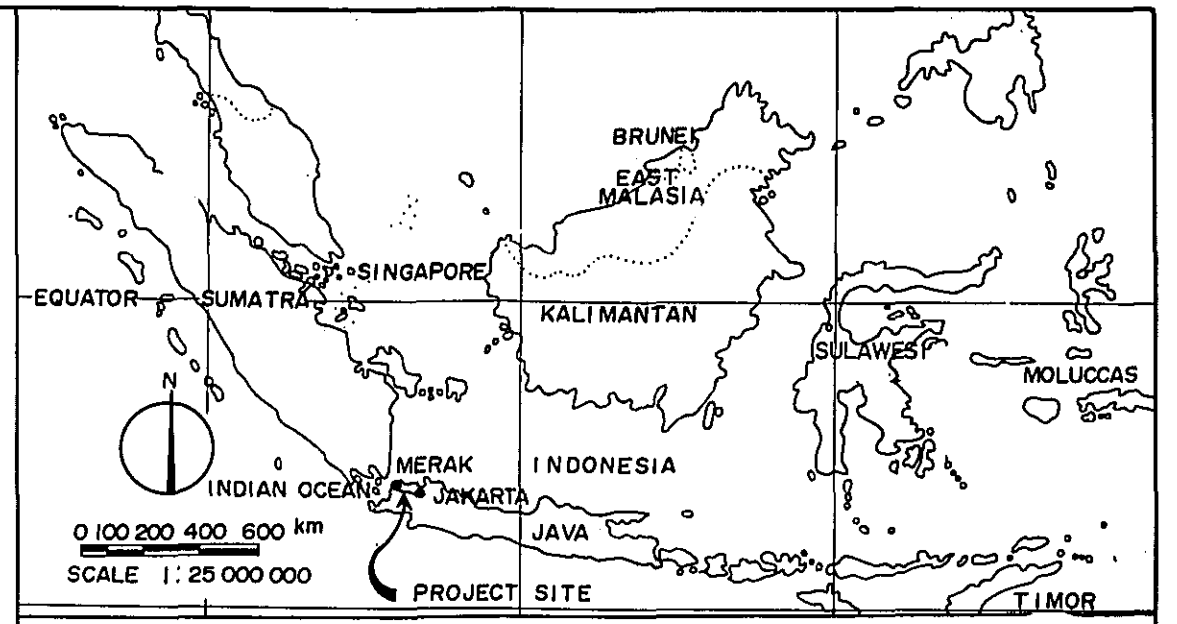 BRUNEI
EAST
MALASIA
SINGAPORE
EQUATOR
SUMATRA
KALIMANTAN
SULAWESI
MOLUCCAS
N
MERAK
INDONESIA
INDIAN OCEAN
JAKARTA
0 100 200 400 600 km
JAVA
SCALE 1:25 000 000
PROJECT SITE
TIMOR